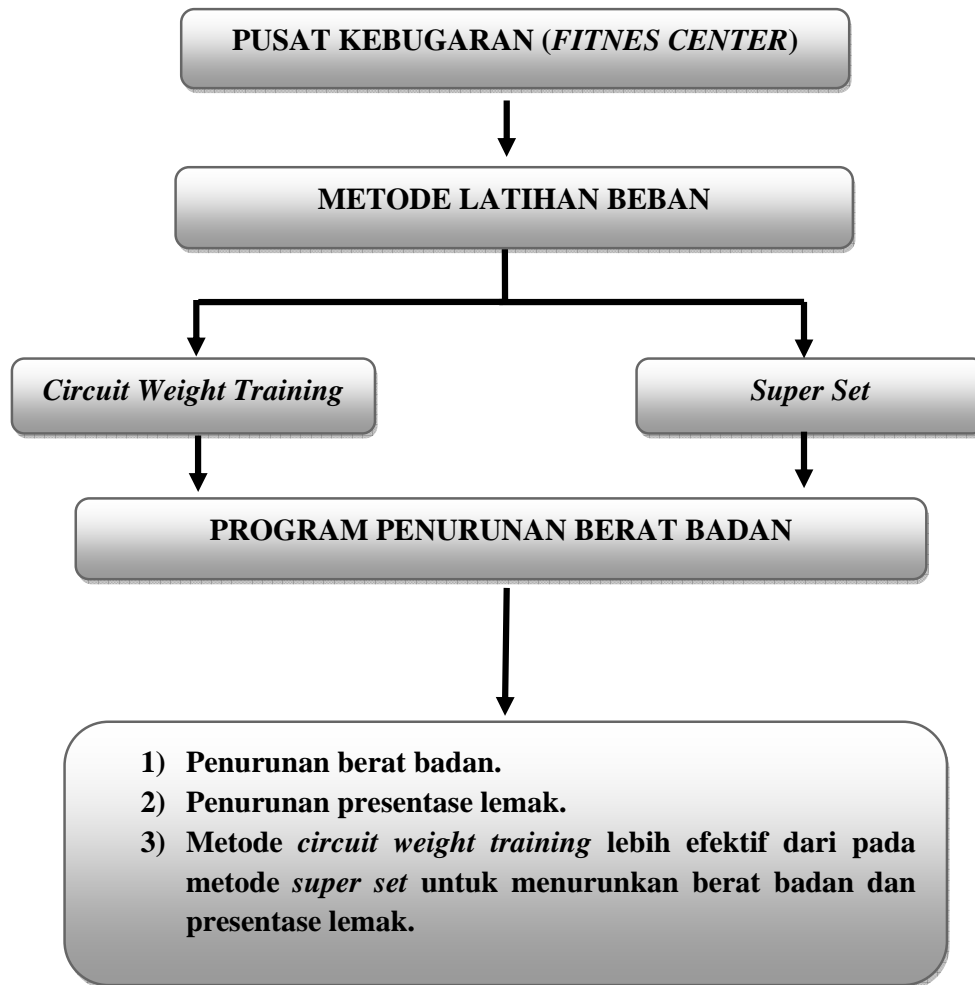 PUSAT KEBUGARAN (FITNES CENTER)
METODE LATIHAN BEBAN
Circuit Weight Training
Super Set
PROGRAM PENURUNAN BERAT BADAN
1) Penurunan berat badan.
2) Penurunan presentase lemak.
3) Metode circuit weight training lebih efektif dari pada
metode super set untuk menurunkan berat badan dan
presentase lemak.